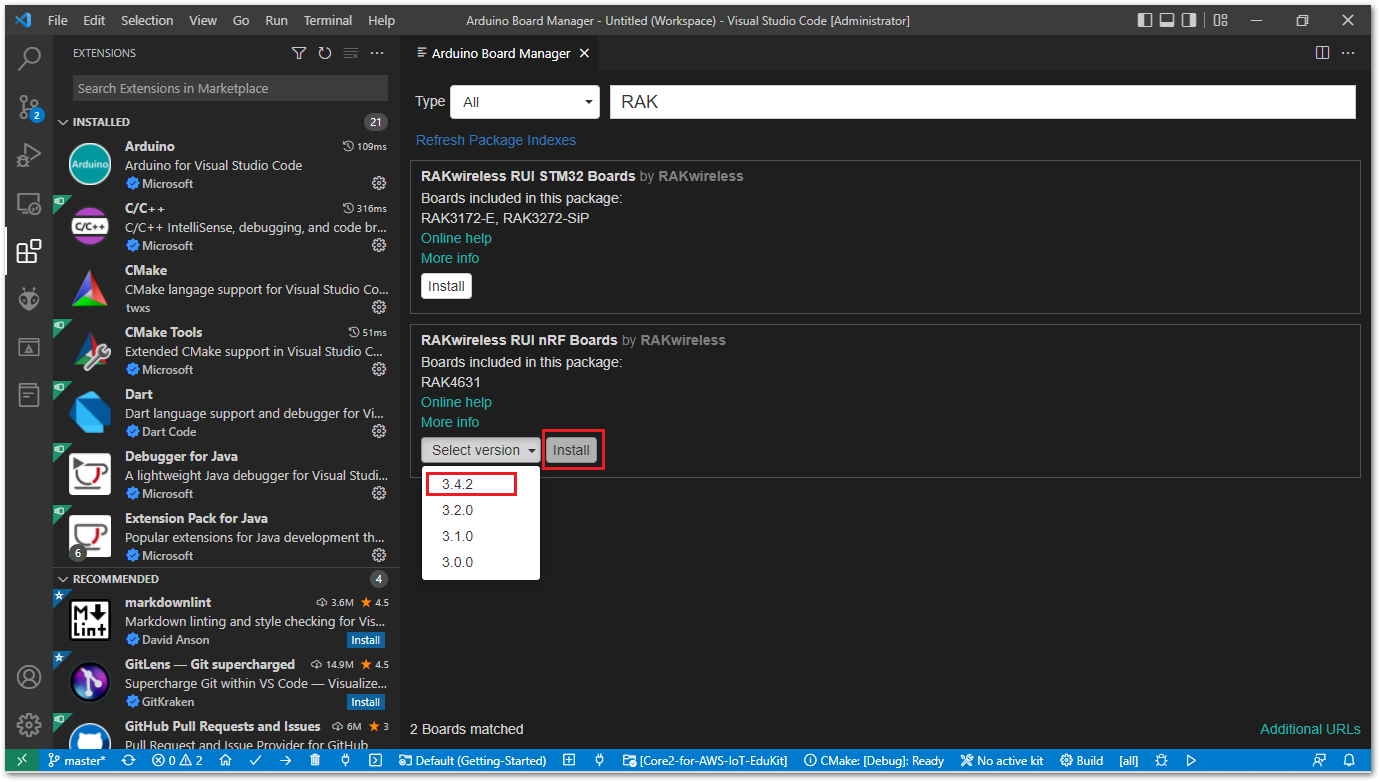 File Edit Selection View Go Run Terminal Help
Arduino Board Manager - Untitled (Workspace) - Visual Studio Code [Administrator]
EXTENSIONS
Search Extensions in Marketplace
INSTALLED 21
Arduino 109ms
Arduino for Visual Studio Code
Arduino
Microsoft
C/C++ 316ms
C/C++ IntelliSense, debugging, and code br...
C/C++
Microsoft
CMake
CMake langage support for Visual Studio Co...
twxs
CMake Tools 51ms
Extended CMake support in Visual Studio C...
Microsoft
Dart
Dart language support and debugger for Vi...
Dart Code
Debugger for Java
A lightweight Java debugger for Visual Studi...
Microsoft
Extension Pack for Java
Popular extensions for Java development th...
6
Microsoft
RECOMMENDED 4
markdownlint 3.6M 4.5
Markdown linting and style checking for Vis...
M Lint
David Anson Install
GitLens — Git supercharged 14.9M 4.5
Supercharge Git within VS Code — Visualize...
GitKraken Install
GitHub Pull Requests and Issues 6M 3
Pull Request and Issue Provider for GitHub
2
Arduino Board Manager
Type All RAK
Refresh Package Indexes
RAKwireless RUI STM32 Boards by RAKwireless
Boards included in this package:
RAK3172-E, RAK3272-SiP
Online help
More info
Install
RAKwireless RUI nRF Boards by RAKwireless
Boards included in this package:
RAK4631
Online help
More info
Select version Install
3.4.2
3.2.0
3.1.0
3.0.0
2 Boards matched Additional URLs
master* 0 2 Default (Getting-Started) [Core2-for-AWS-IoT-EduKit] CMake: [Debug]: Ready No active kit Build [all]